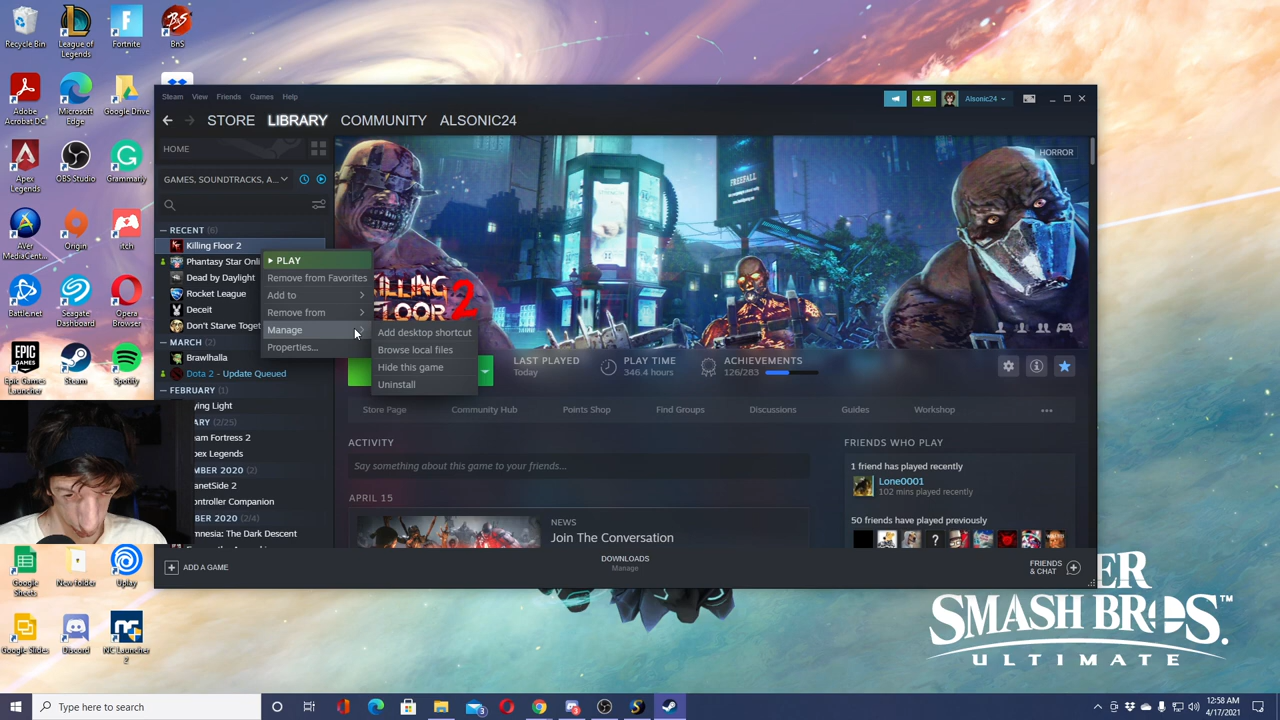 Recycle Bin
League of
Legends
Fortnite
BnS
Adobe
Acrobat DC
Microsoft
Edge
Google Drive
Apex
Legends
OBS Studio
Grammarly
AVer
MediaCent...
Origin
itch
Battle.net
Seagate
Dashboard
Opera
Browser
Epic Games
Launcher
Steam
Spotify
Google
Sheets
New folder
Uplay
Google Slides
Discord
NC Launcher
2
Steam View Friends Games Help
4
Alsonic24
STORE LIBRARY COMMUNITY ALSONIC24
HOME
GAMES, SOUNDTRACKS, A...
RECENT (6)
Killing Floor 2
Phantasy Star Onli
Dead by Daylight
Rocket League
Deceit
Don't Starve Toget
MARCH (2)
Brawlhalla
Dota 2 - Update Queued
FEBRUARY (1)
ying Light
ARY (2/25)
eam Fortress 2
pex Legends
MBER 2020 (2)
anetSide 2
ontroller Companion
BER 2020 (2/4)
mnesia: The Dark Descent
PLAY
Remove from Favorites
Add to
Remove from
Manage
Properties...
Add desktop shortcut
Browse local files
Hide this game
Uninstall
HORROR
FREEFALL
KILLING
FLOOR 2
LAST PLAYED
Today
PLAY TIME
346.4 hours
ACHIEVEMENTS
126/283
Store Page Community Hub Points Shop Find Groups Discussions Guides Workshop
ACTIVITY
Say something about this game to your friends...
APRIL 15
NEWS
Join The Conversation
FRIENDS WHO PLAY
1 friend has played recently
Lone0001
102 mins played recently
50 friends have played previously
ADD A GAME
DOWNLOADS
Manage
FRIENDS
& CHAT
ER
SMASH BROS.™
ULTIMATE
Type here to search
3
12:58 AM
4/17/2021